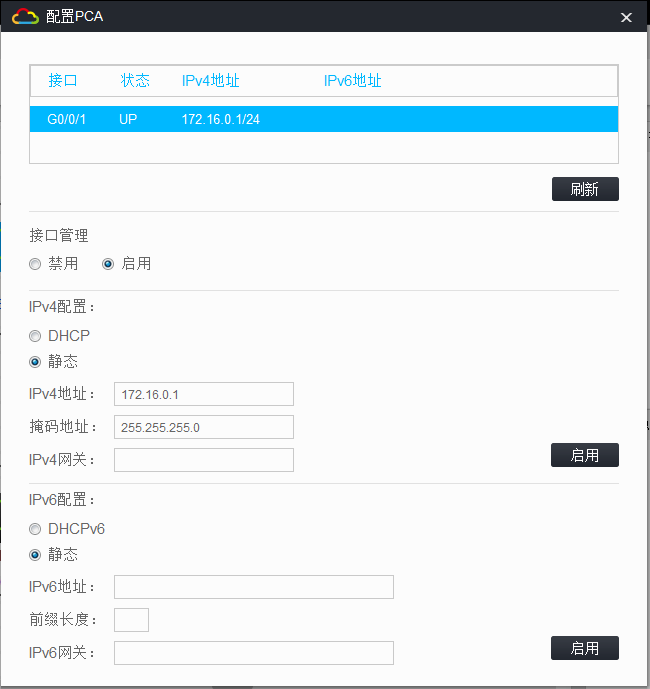 配置PCA
接口 状态 IPv4地址 IPv6地址
G0/0/1 UP 172.16.0.1/24
刷新
接口管理
禁用 启用
IPv4配置：
DHCP
静态
IPv4地址： 172.16.0.1
掩码地址： 255.255.255.0
IPv4网关：
启用
IPv6配置：
DHCPv6
静态
IPv6地址：
前缀长度：
IPv6网关：
启用